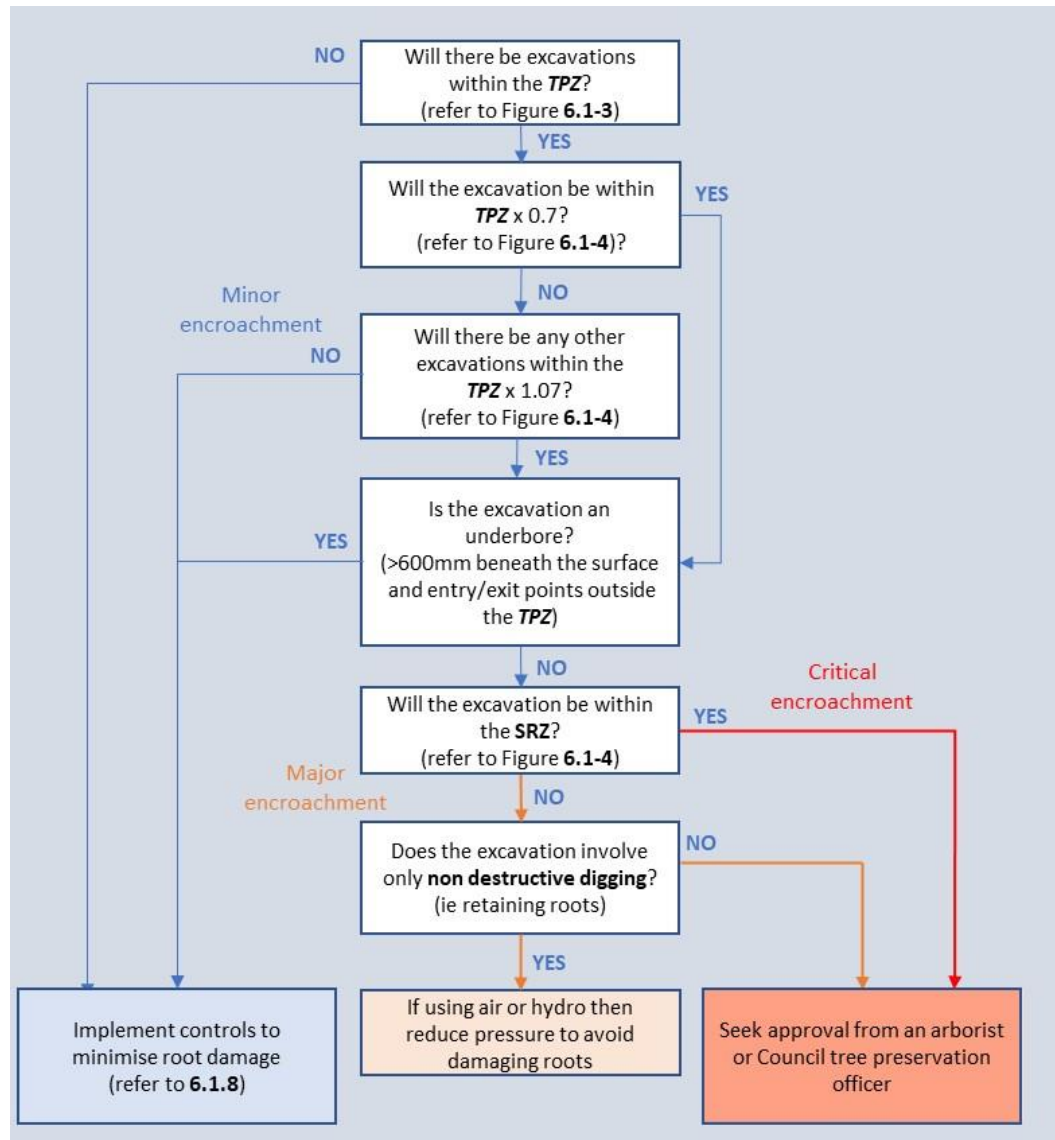 NO
Will there be excavations
within the TPZ?
(refer to Figure 6.1-3)
YES
Will the excavation be within
TPZ x 0.7?
(refer to Figure 6.1-4)?
YES
NO
Minor
encroachment
NO
Will there be any other
excavations within the
TPZ x 1.07?
(refer to Figure 6.1-4)
YES
YES
Is the excavation an
underbore?
(>600mm beneath the surface
and entry/exit points outside
the TPZ)
NO
Critical
encroachment
Will the excavation be within
the SRZ?
(refer to Figure 6.1-4)
YES
Major
encroachment
NO
Does the excavation involve
only non destructive digging?
(ie retaining roots)
NO
YES
Implement controls to
minimise root damage
(refer to 6.1.8)
If using air or hydro then
reduce pressure to avoid
damaging roots
Seek approval from an arborist
or Council tree preservation
officer